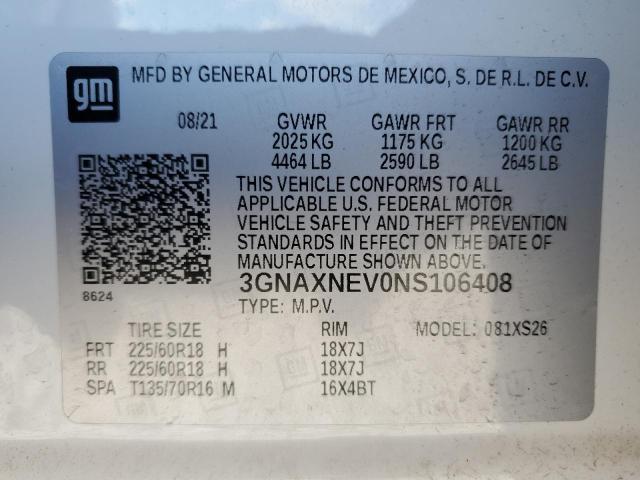 gm
MFD BY GENERAL MOTORS DE MEXICO, S. DE R.L. DE C.V.
08/21 GVWR GAWR FRT GAWR RR
2025 KG 1175 KG 1200 KG
4464 LB 2590 LB 2645 LB
THIS VEHICLE CONFORMS TO ALL
APPLICABLE U.S. FEDERAL MOTOR
VEHICLE SAFETY AND THEFT PREVENTION
STANDARDS IN EFFECT ON THE DATE OF
MANUFACTURE SHOWN ABOVE.
8624
3GNAXNEV0NS106408
TYPE: M.P.V.
TIRE SIZE RIM MODEL: 081XS26
FRT 225/60R18 H 18X7J
RR 225/60R18 H 18X7J
SPA T135/70R16 M 16X4BT